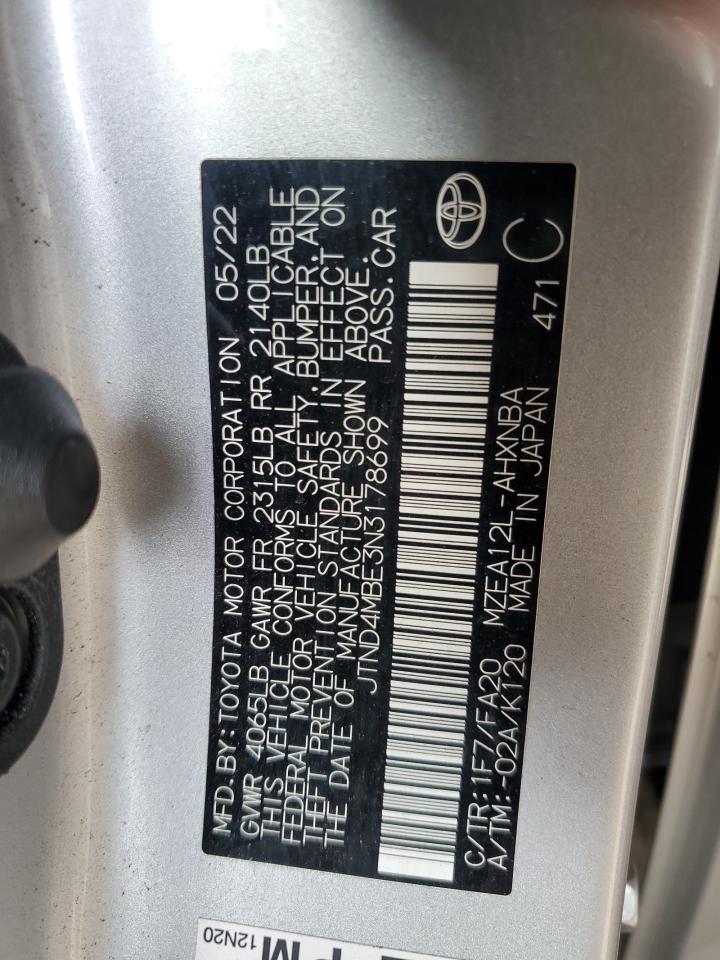 MFD.BY:TOYOTA MOTOR CORPORATION 05/22
GVWR 4065LB GAWR FR 2315LB RR 2140LB
THIS VEHICLE CONFORMS TO ALL APPLICABLE
FEDERAL MOTOR VEHICLE SAFETY,BUMPER,AND
THEFT PREVENTION STANDARDS IN EFFECT ON
THE DATE OF MANUFACTURE SHOWN ABOVE.
JTND4MBE3N3178699 PASS.CAR
C/TR:1F7/FA20 MZEA12L-AHXNBA
A/TM:-02A/K120 MADE IN JAPAN 471 C
12N20